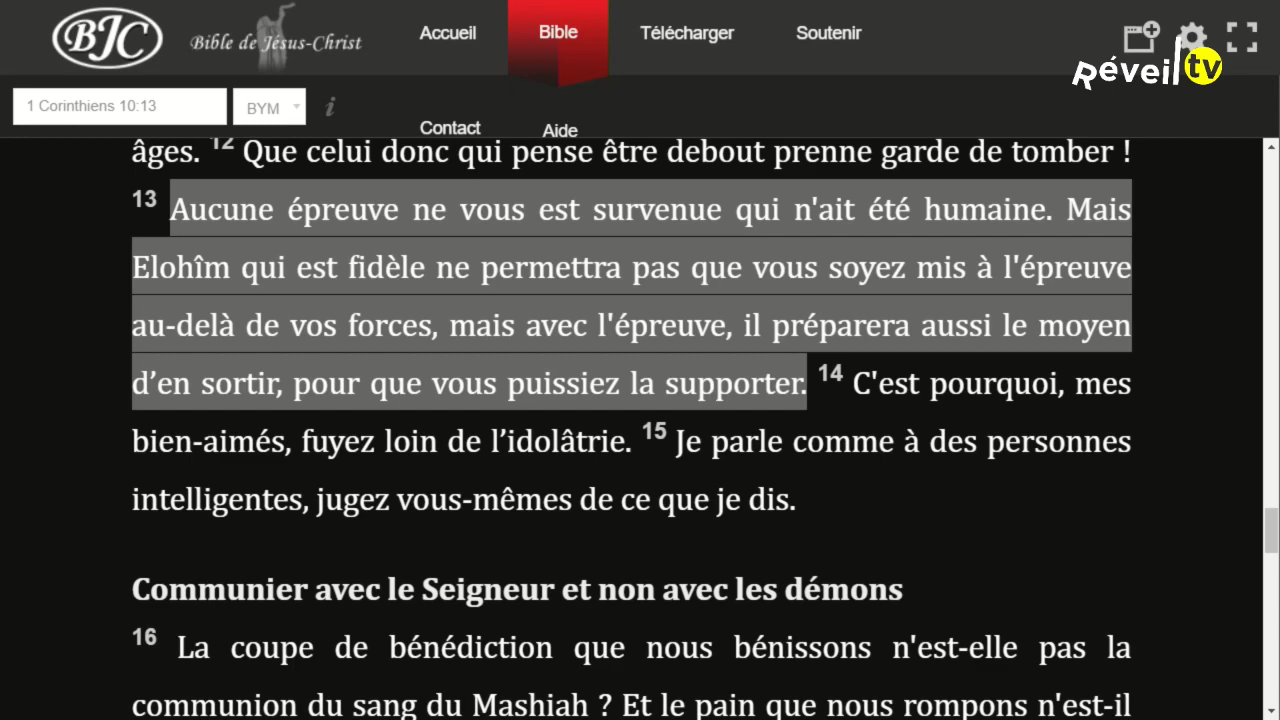 BJC Bible de Jésus-Christ
Accueil Bible Télécharger Soutenir
Réveil tv
1 Corinthiens 10:13 BYM i
Contact Aide
âges. 12 Que celui donc qui pense être debout prenne garde de tomber !
13 Aucune épreuve ne vous est survenue qui n'ait été humaine. Mais
Elohîm qui est fidèle ne permettra pas que vous soyez mis à l'épreuve
au-delà de vos forces, mais avec l'épreuve, il préparera aussi le moyen
d’en sortir, pour que vous puissiez la supporter. 14 C'est pourquoi, mes
bien-aimés, fuyez loin de l’idolâtrie. 15 Je parle comme à des personnes
intelligentes, jugez vous-mêmes de ce que je dis.
Communier avec le Seigneur et non avec les démons
16 La coupe de bénédiction que nous bénissons n'est-elle pas la
communion du sang du Mashiah ? Et le pain que nous rompons n'est-il